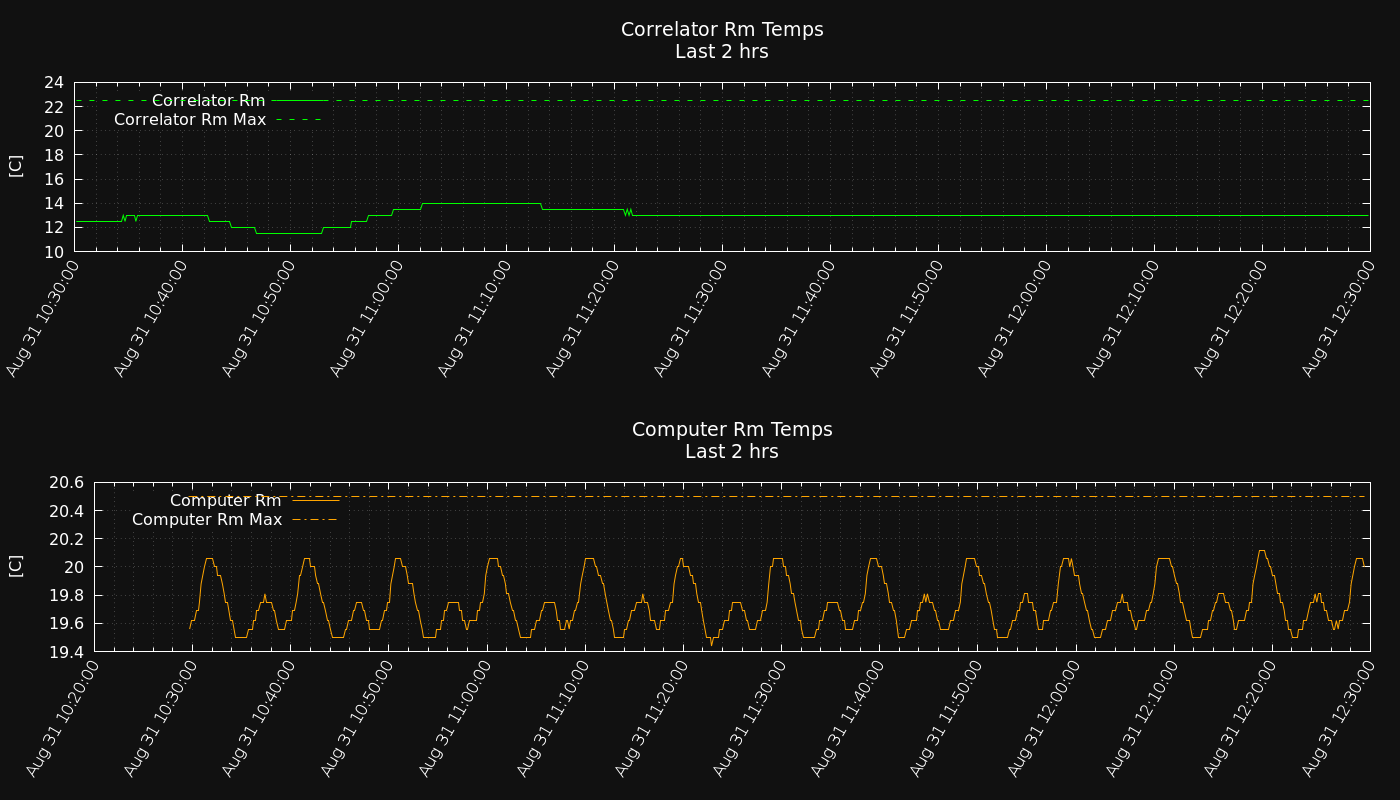 Correlator Rm Temps
Last 2 hrs
24
22
20
18
16
14
12
10
[C]
Correlator Rm
Correlator Rm Max
Aug 31 10:30:00
Aug 31 10:40:00
Aug 31 10:50:00
Aug 31 11:00:00
Aug 31 11:10:00
Aug 31 11:20:00
Aug 31 11:30:00
Aug 31 11:40:00
Aug 31 11:50:00
Aug 31 12:00:00
Aug 31 12:10:00
Aug 31 12:20:00
Aug 31 12:30:00
Computer Rm Temps
Last 2 hrs
20.6
20.4
20.2
20
19.8
19.6
19.4
[C]
Computer Rm
Computer Rm Max
Aug 31 10:20:00
Aug 31 10:30:00
Aug 31 10:40:00
Aug 31 10:50:00
Aug 31 11:00:00
Aug 31 11:10:00
Aug 31 11:20:00
Aug 31 11:30:00
Aug 31 11:40:00
Aug 31 11:50:00
Aug 31 12:00:00
Aug 31 12:10:00
Aug 31 12:20:00
Aug 31 12:30:00